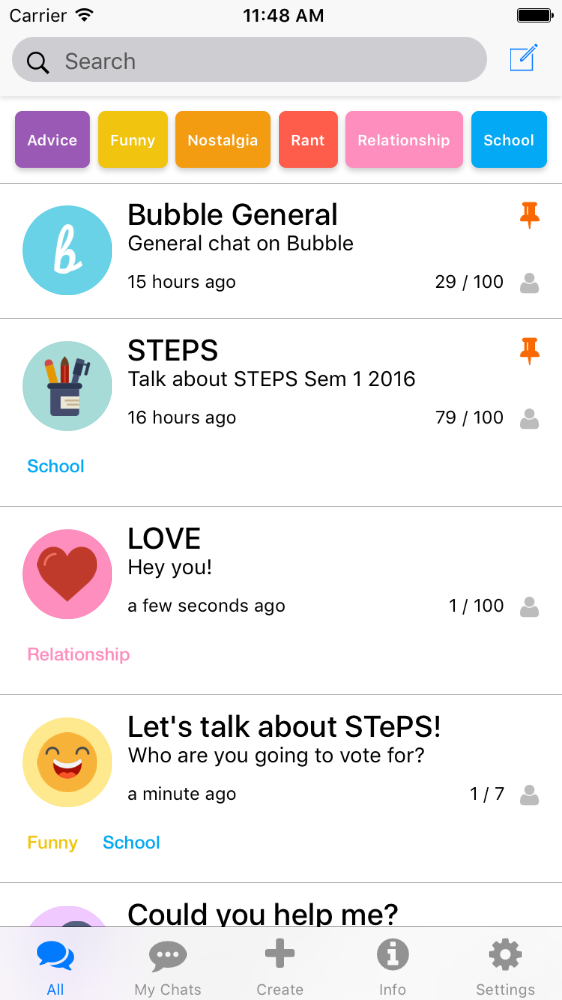 Carrier 11:48 AM
Search
Advice Funny Nostalgia Rant Relationship School
b
Bubble General
General chat on Bubble
15 hours ago 29 / 100
STEPS
Talk about STEPS Sem 1 2016
16 hours ago 79 / 100
School
LOVE
Hey you!
a few seconds ago 1 / 100
Relationship
Let's talk about STePS!
Who are you going to vote for?
a minute ago 1 / 7
Funny School
Could you help me?
All My Chats Create Info Settings